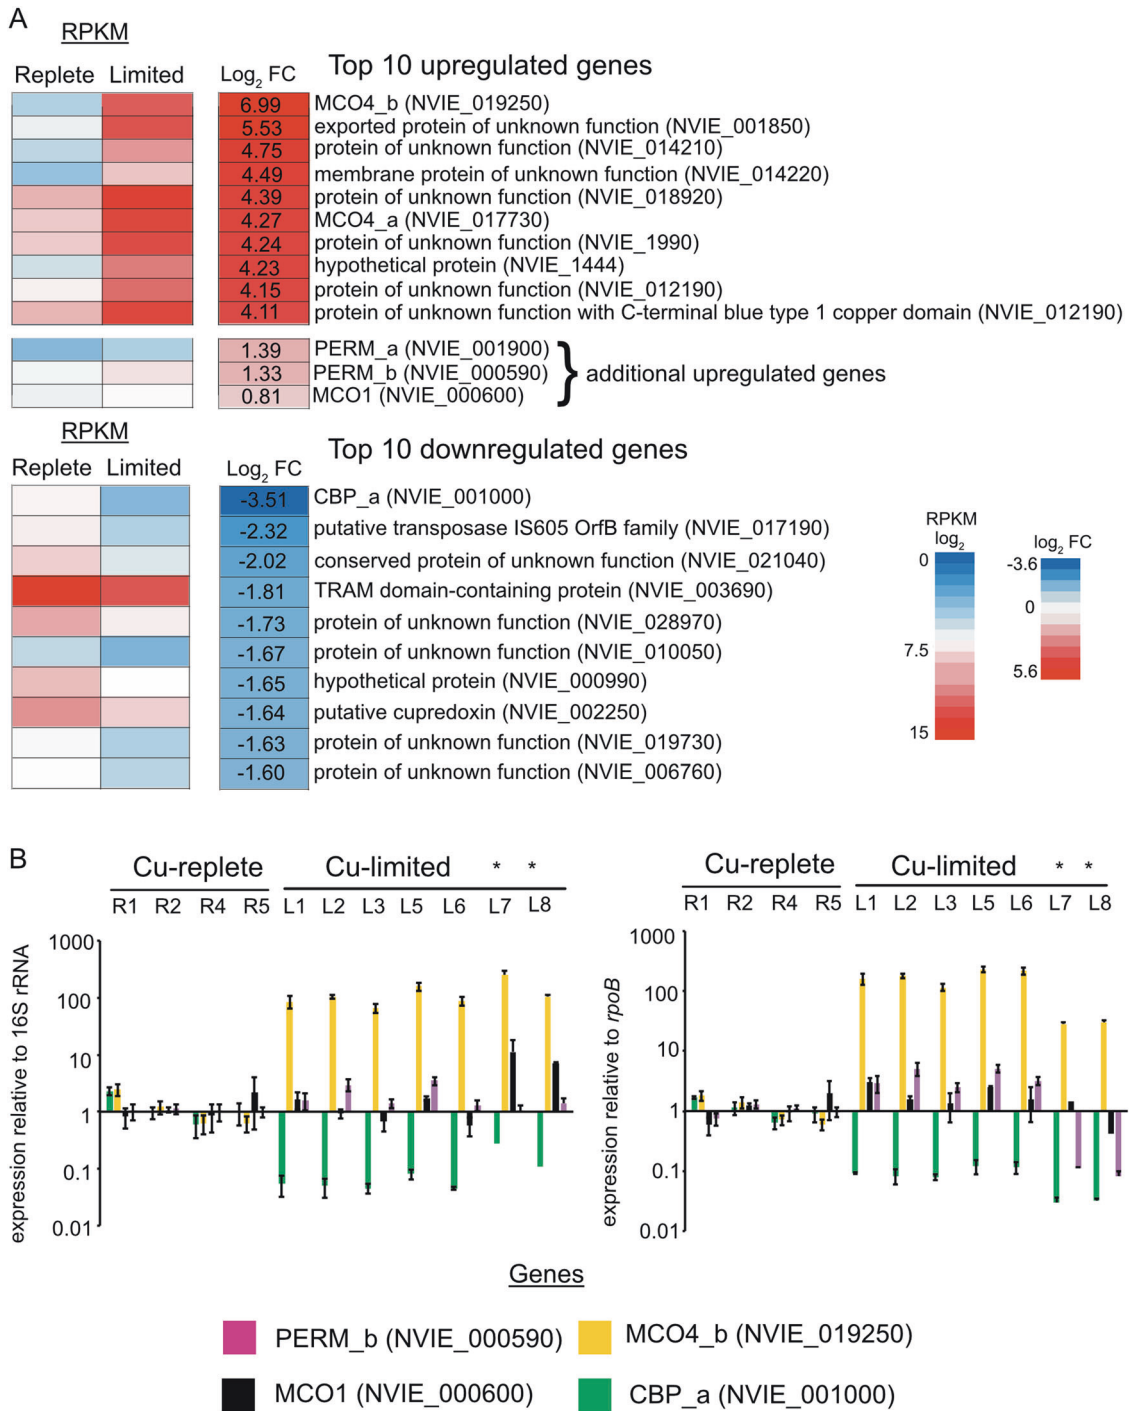 A
RPKM
Replete Limited Log2 FC Top 10 upregulated genes
6.99 MCO4_b (NVIE_019250)
5.53 exported protein of unknown function (NVIE_001850)
4.75 protein of unknown function (NVIE_014210)
4.49 membrane protein of unknown function (NVIE_014220)
4.39 protein of unknown function (NVIE_018920)
4.27 MCO4_a (NVIE_017730)
4.24 protein of unknown function (NVIE_1990)
4.23 hypothetical protein (NVIE_1444)
4.15 protein of unknown function (NVIE_012190)
4.11 protein of unknown function with C-terminal blue type 1 copper domain (NVIE_012190)
1.39 PERM_a (NVIE_001900)
1.33 PERM_b (NVIE_000590) } additional upregulated genes
0.81 MCO1 (NVIE_000600)
RPKM
Replete Limited Log2 FC Top 10 downregulated genes
-3.51 CBP_a (NVIE_001000)
-2.32 putative transposase IS605 OrfB family (NVIE_017190)
-2.02 conserved protein of unknown function (NVIE_021040)
-1.81 TRAM domain-containing protein (NVIE_003690)
-1.73 protein of unknown function (NVIE_028970)
-1.67 protein of unknown function (NVIE_010050)
-1.65 hypothetical protein (NVIE_000990)
-1.64 putative cupredoxin (NVIE_002250)
-1.63 protein of unknown function (NVIE_019730)
-1.60 protein of unknown function (NVIE_006760)
RPKM
log2
0
7.5
15
log2 FC
-3.6
0
5.6
B
Cu-replete Cu-limited * *
R1 R2 R4 R5 L1 L2 L3 L5 L6 L7 L8
expression relative to 16S rRNA
1000
100
10
1
0.1
0.01
Cu-replete Cu-limited * *
R1 R2 R4 R5 L1 L2 L3 L5 L6 L7 L8
expression relative to rpoB
1000
100
10
1
0.1
0.01
Genes
PERM_b (NVIE_000590) MCO4_b (NVIE_019250)
MCO1 (NVIE_000600) CBP_a (NVIE_001000)